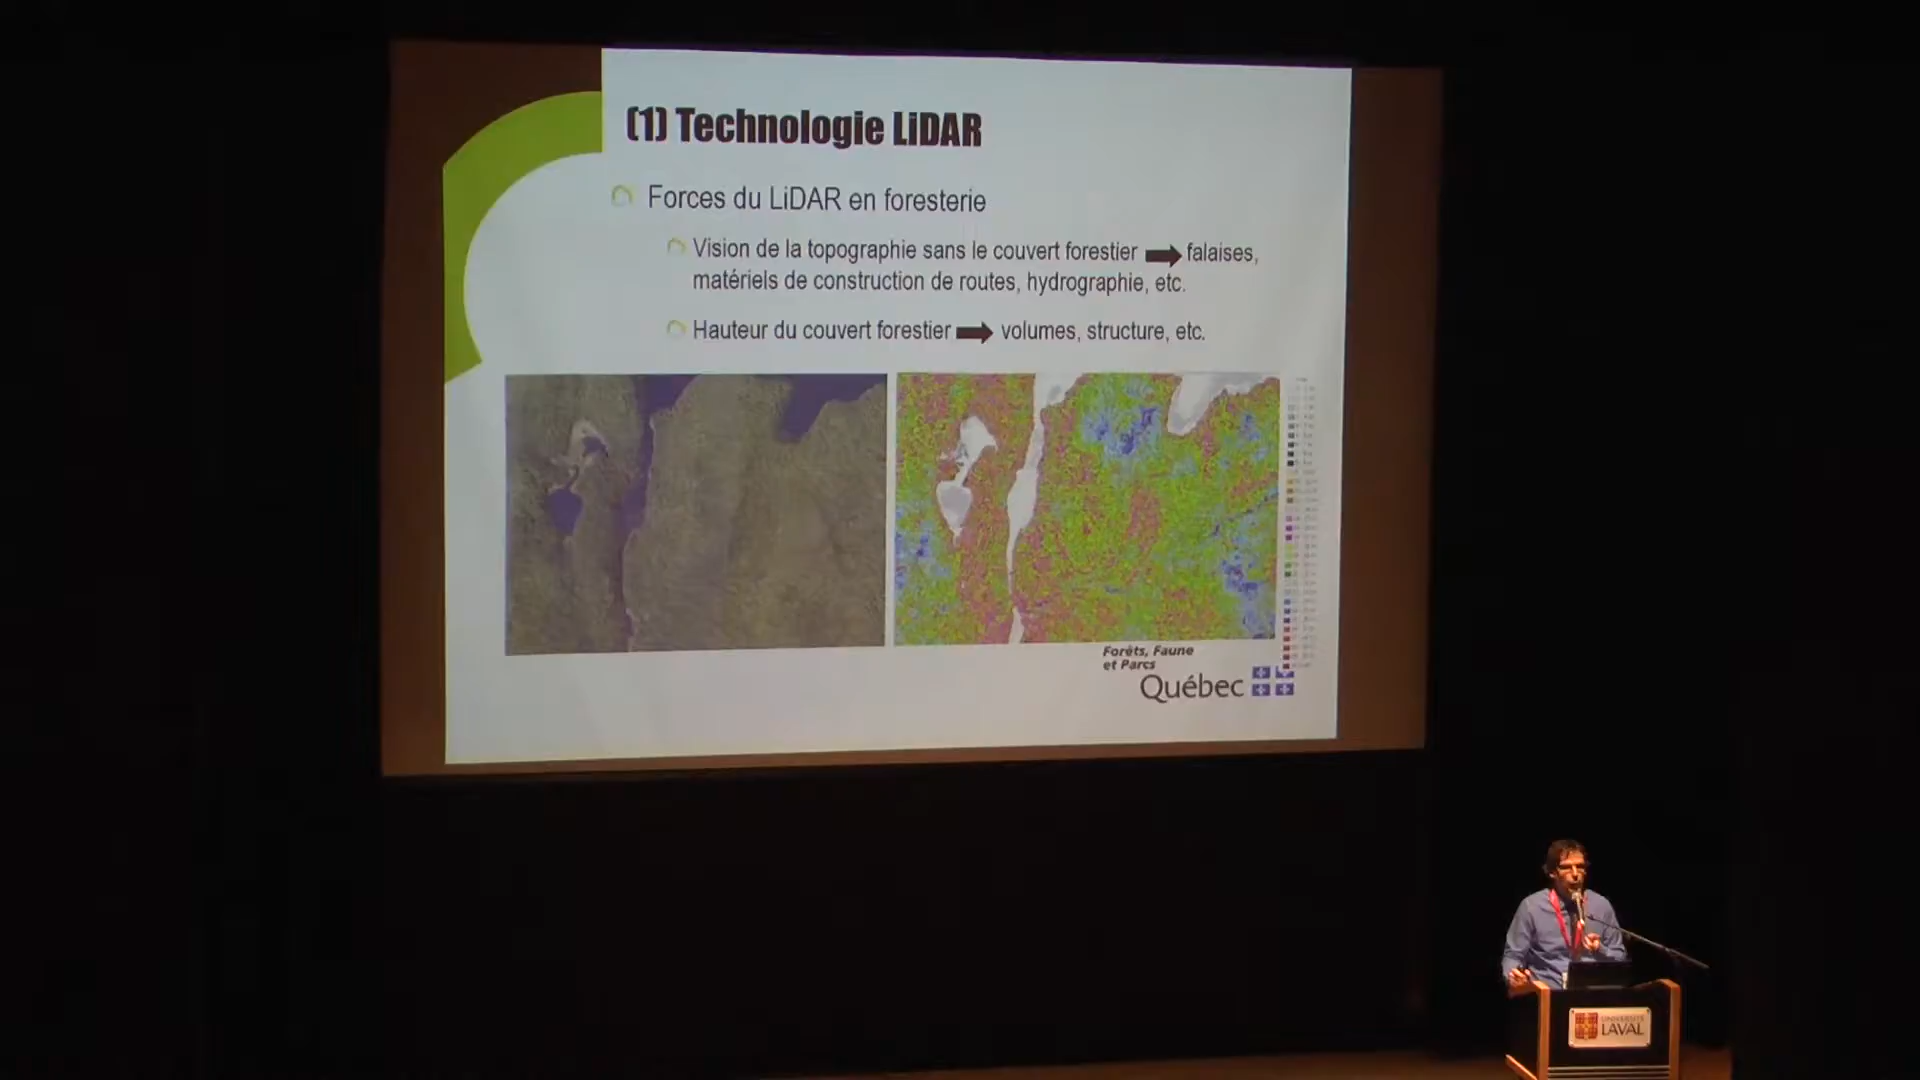 (1) Technologie LiDAR
Forces du LiDAR en foresterie
Vision de la topographie sans le couvert forestier ➡ falaises,
matériels de construction de routes, hydrographie, etc.
Hauteur du couvert forestier ➡ volumes, structure, etc.
Forêts, Faune
et Parcs
Québec
UNIVERSITÉ
LAVAL